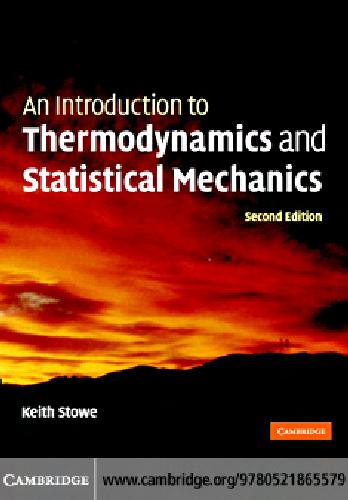 An Introduction to
Thermodynamics and
Statistical Mechanics
Second Edition
Keith Stowe
CAMBRIDGE
CAMBRIDGE www.cambridge.org/9780521865579